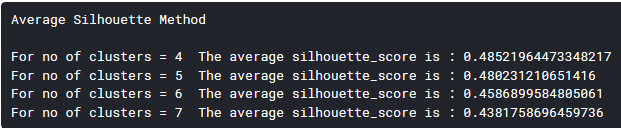 Average Silhouette Method
For no of clusters = 4  The average silhouette_score is : 0.48521964473348217
For no of clusters = 5  The average silhouette_score is : 0.480231210651416
For no of clusters = 6  The average silhouette_score is : 0.4586899584805061
For no of clusters = 7  The average silhouette_score is : 0.4381758696459736